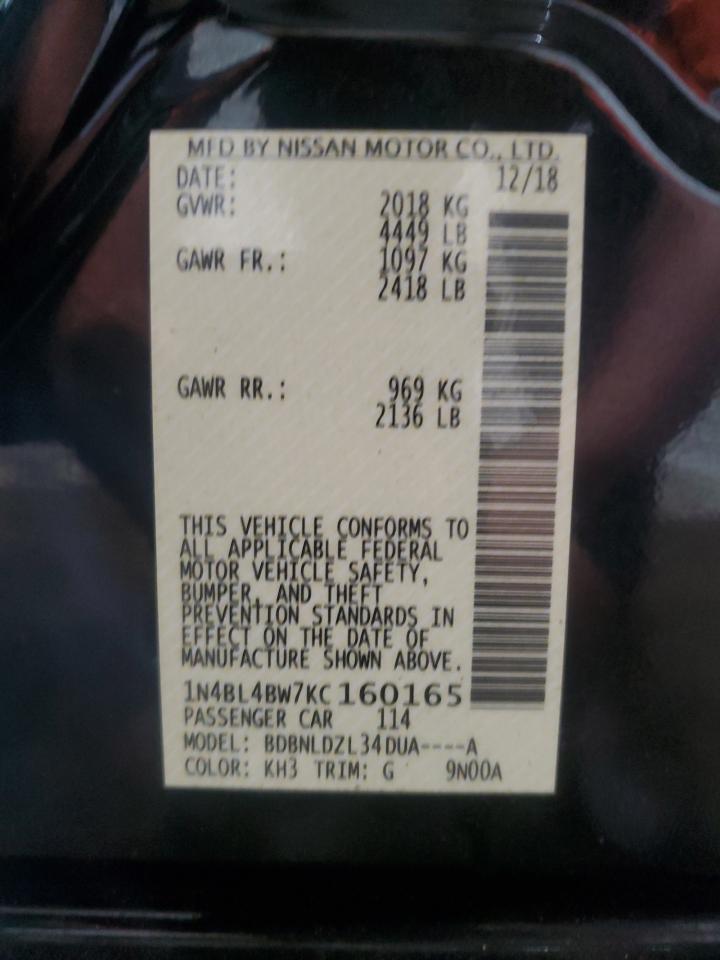 MFD BY NISSAN MOTOR CO., LTD.
DATE: 12/18
GVWR: 2018 KG
4449 LB
GAWR FR.: 1097 KG
2418 LB
GAWR RR.: 969 KG
2136 LB
THIS VEHICLE CONFORMS TO
ALL APPLICABLE FEDERAL
MOTOR VEHICLE SAFETY,
BUMPER, AND THEFT
PREVENTION STANDARDS IN
EFFECT ON THE DATE OF
MANUFACTURE SHOWN ABOVE.
1N4BL4BW7KC160165
PASSENGER CAR 114
MODEL: BDBNLDZL34DUA----A
COLOR: KH3 TRIM: G 9N00A